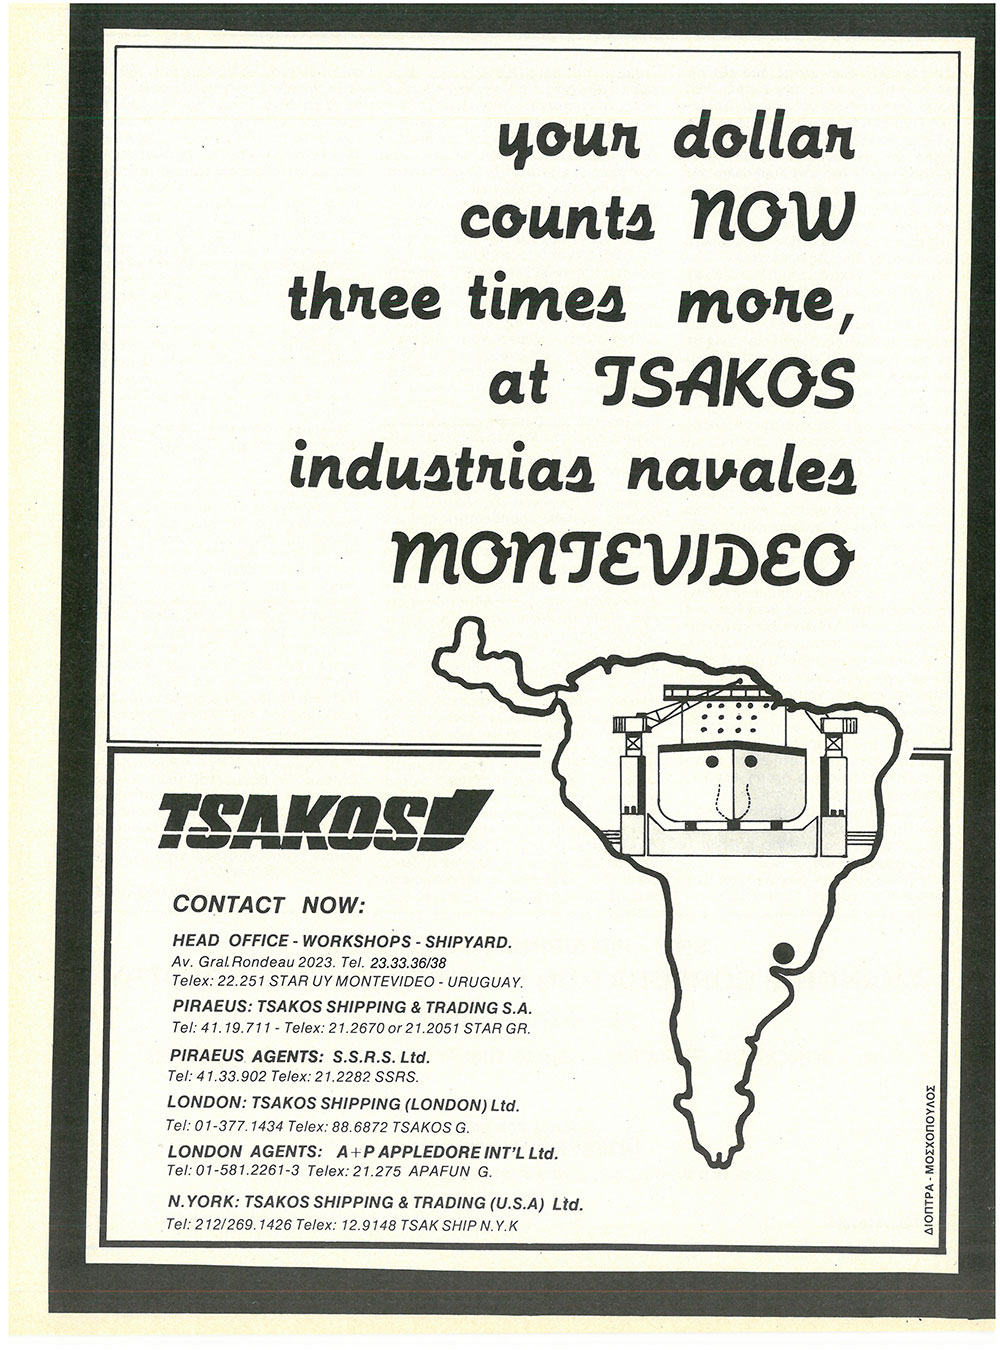 your dollar
counts NOW
three times more,
at TSAKOS
industrias navales
MONTEVIDEO
TSAKOS
CONTACT NOW:
HEAD OFFICE - WORKSHOPS - SHIPYARD.
Av. Gral. Rondeau 2023. Tel. 23.33.36/38
Telex: 22.251 STAR UY MONTEVIDEO - URUGUAY.
PIRAEUS: TSAKOS SHIPPING & TRADING S.A.
Tel: 41.19.711 - Telex: 21.2670 or 21.2051 STAR GR.
PIRAEUS AGENTS: S.S.R.S. Ltd.
Tel: 41.33.902 Telex: 21.2282 SSRS.
LONDON: TSAKOS SHIPPING (LONDON) Ltd.
Tel: 01-377.1434 Telex: 88.6872 TSAKOS G.
LONDON AGENTS: A+P APPLEDORE INT'L Ltd.
Tel: 01-581.2261-3 Telex: 21.275 APAFUN G.
N.YORK: TSAKOS SHIPPING & TRADING (U.S.A) Ltd.
Tel: 212/269.1426 Telex: 12.9148 TSAK SHIP N.Y.K
ΔΙΟΠΤΡΑ - ΜΟΣΧΟΠΟΥΛΟΣ